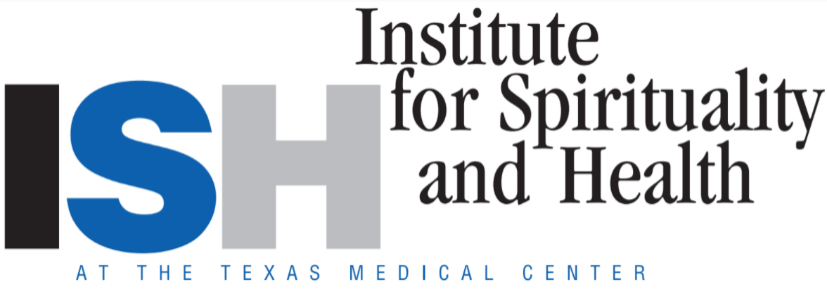 ISH
Institute
for Spirituality
and Health
AT THE TEXAS MEDICAL CENTER